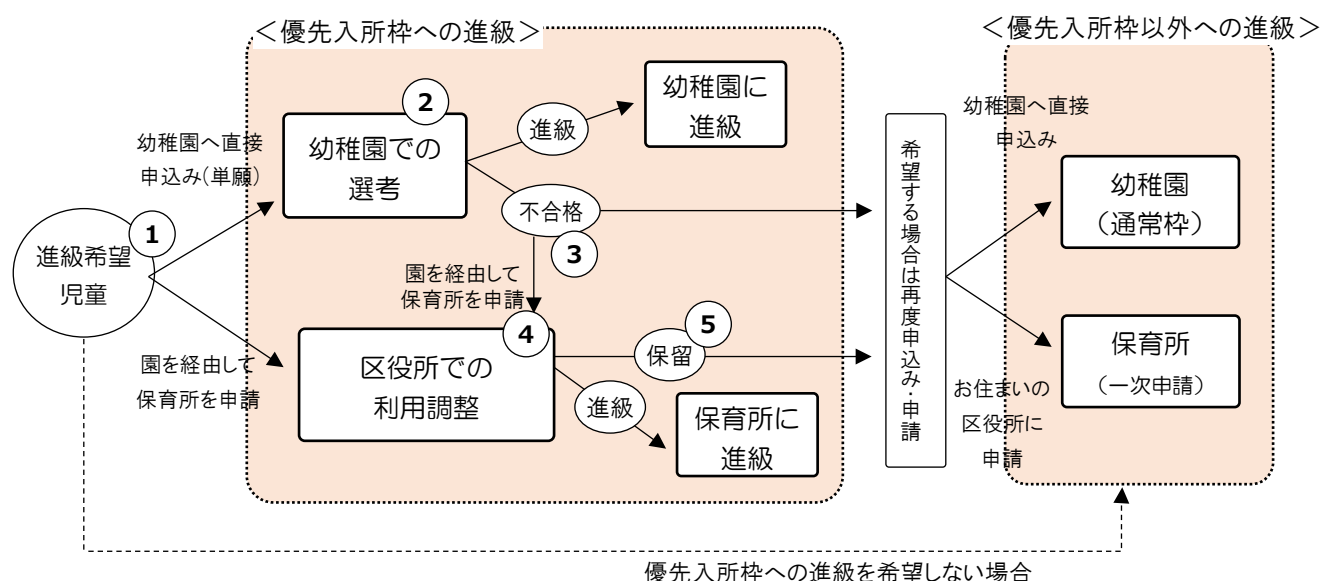 ＜優先入所枠への進級＞
＜優先入所枠以外への進級＞
幼稚園へ直接
申込み（単願）
2
幼稚園での
選考
進級
幼稚園に
進級
不合格
3
1
進級希望
児童
園を経由して
保育所を申請
園を経由して
保育所を申請
4
区役所での
利用調整
保留
5
進級
保育所に
進級
希望する場合は再度申込み・申請
幼稚園へ直接
申込み
幼稚園
（通常枠）
保育所
（一次申請）
お住まいの
区役所に
申請
優先入所枠への進級を希望しない場合